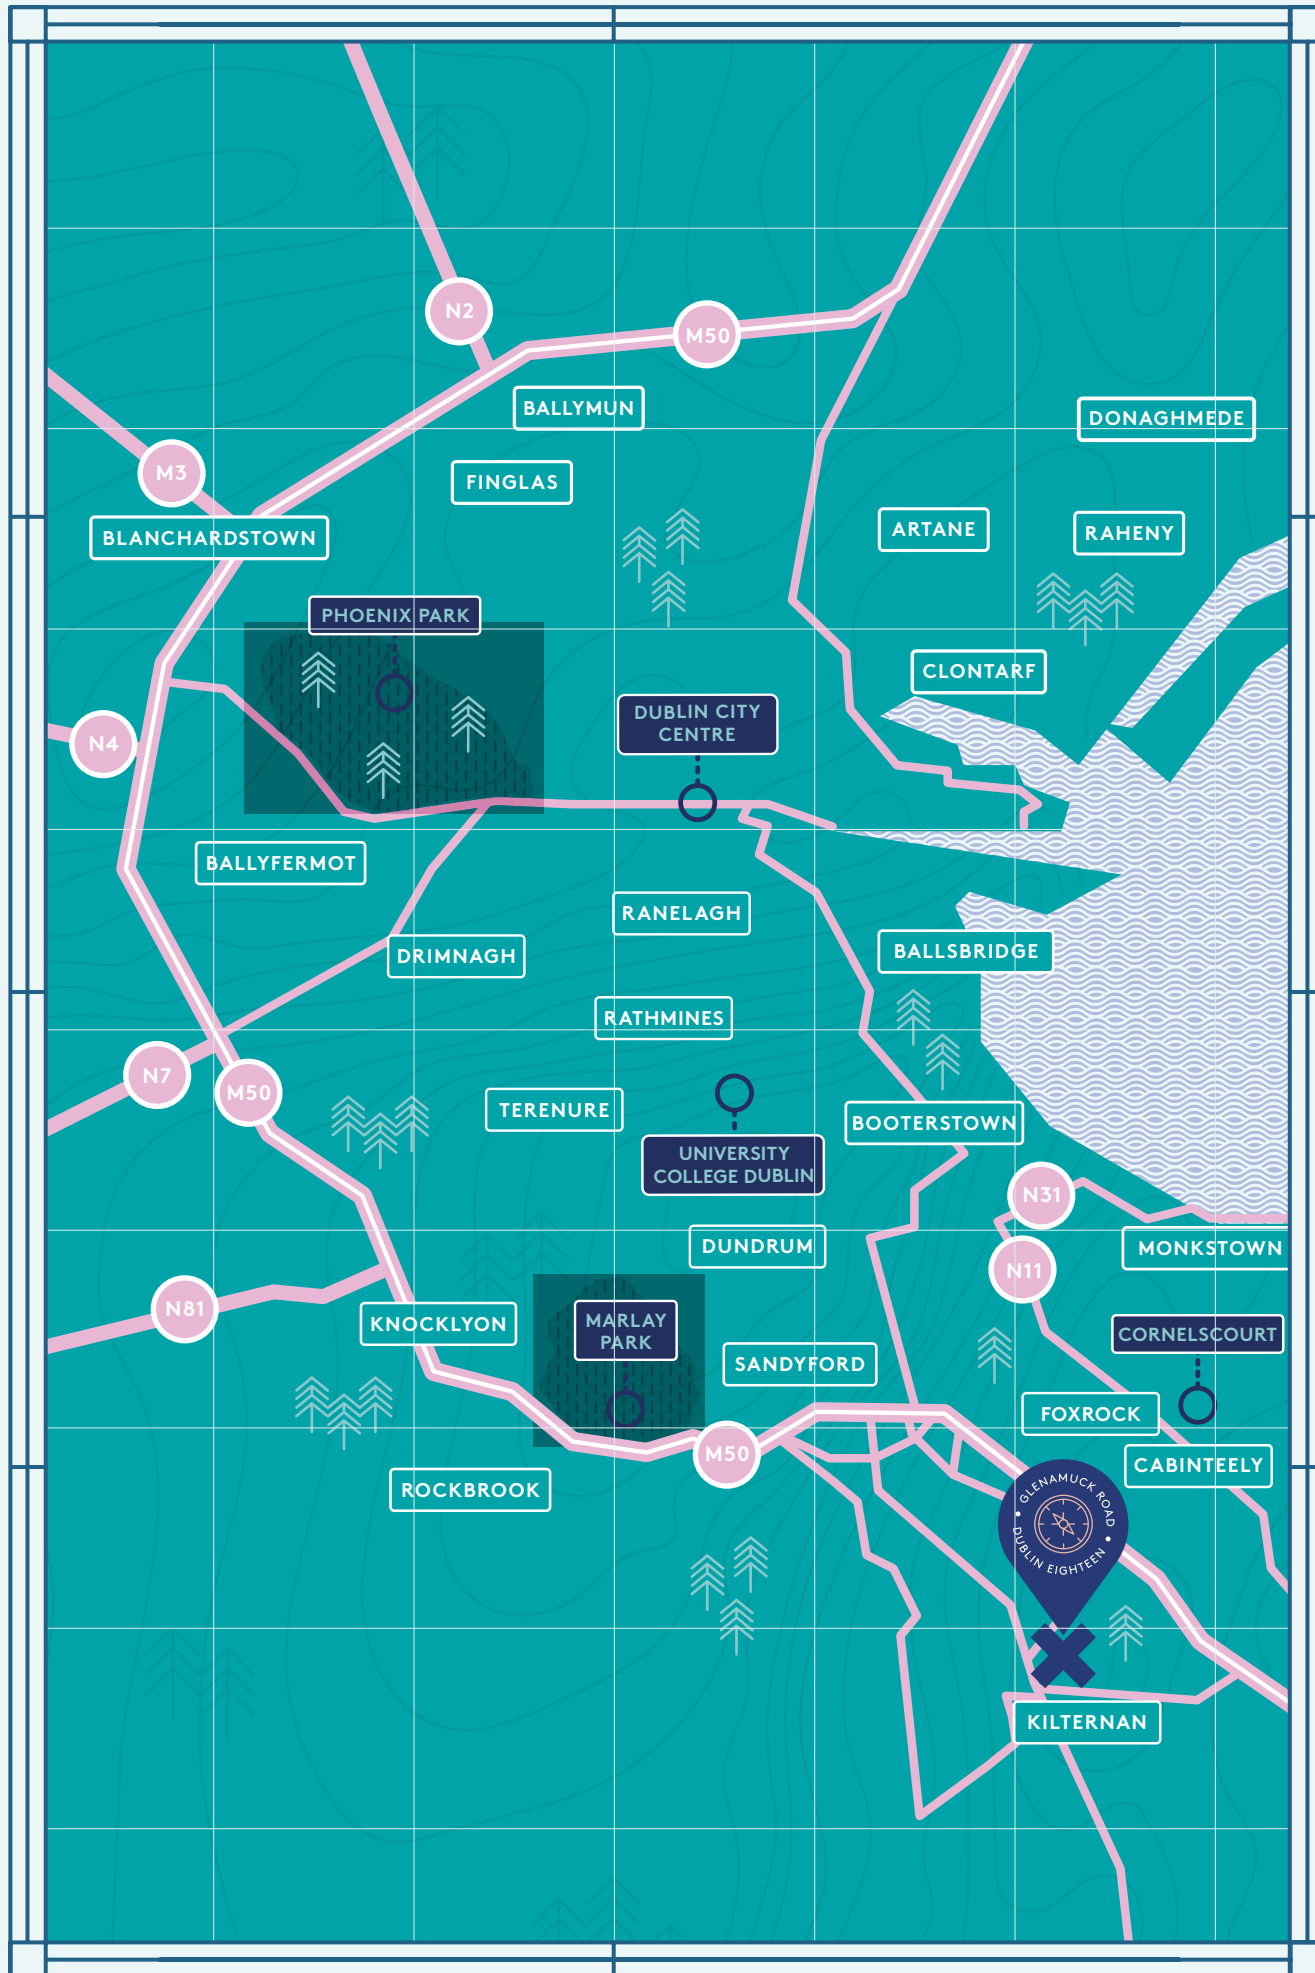 N2
M50
BALLYMUN
DONAGHMEDE
M3
FINGLAS
BLANCHARDSTOWN
ARTANE
RAHENY
PHOENIX PARK
CLONTARF
DUBLIN CITY
CENTRE
N4
BALLYFERMOT
RANELAGH
DRIMNAGH
BALLSBRIDGE
RATHMINES
N7
M50
TERENURE
BOOTERSTOWN
UNIVERSITY
COLLEGE DUBLIN
N31
DUNDRUM
MONKSTOWN
N11
N81
KNOCKLYON
MARLAY
PARK
CORNELSCOURT
SANDYFORD
FOXROCK
M50
CABINTEELY
ROCKBROOK
GLENAMUCK ROAD
DUBLIN EIGHTEEN
KILTERNAN